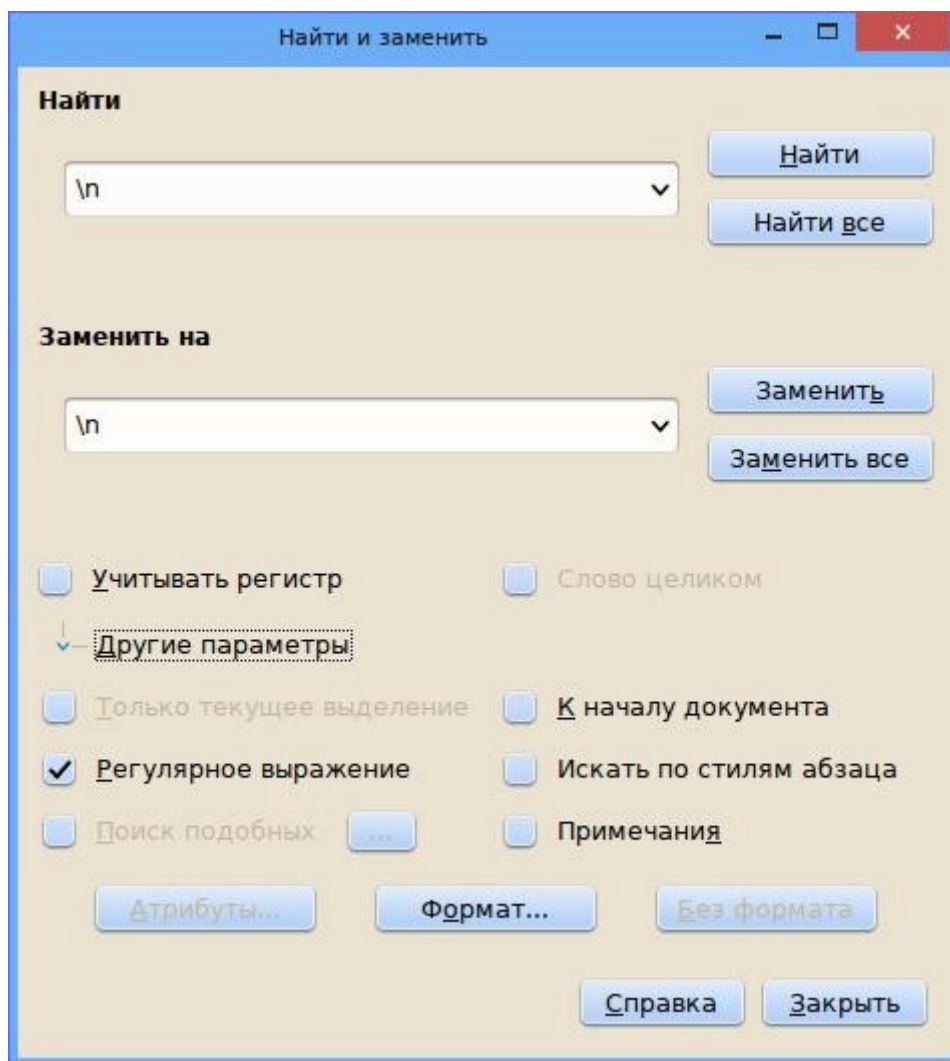 Найти и заменить
Найти
\n
Найти
Найти все
Заменить на
\n
Заменить
Заменить все
Учитывать регистр
Слово целиком
Другие параметры
Только текущее выделение
К началу документа
Регулярное выражение
Искать по стилям абзаца
Поиск подобных
...
Примечания
Атрибуты...
Формат...
Без формата
Справка
Закрыть